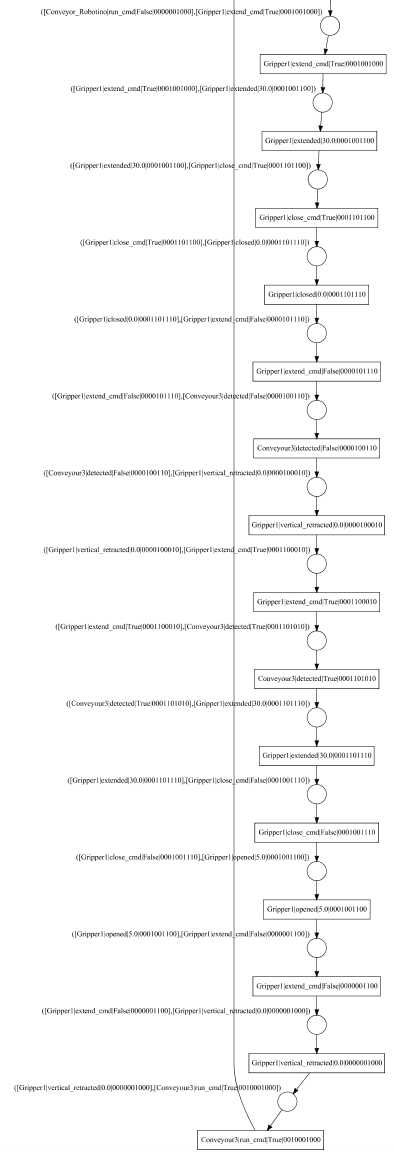 ([Conveyor_Robotino|run_cmd|False|0000001000],[Gripper1|extend_cmd|True|0001001000])
Gripper1|extend_cmd|True|0001001000
([Gripper1|extend_cmd|True|0001001000],[Gripper1|extended|30.0|0001001100])
Gripper1|extended|30.0|0001001100
([Gripper1|extended|30.0|0001001100],[Gripper1|close_cmd|True|0001101100])
Gripper1|close_cmd|True|0001101100
([Gripper1|close_cmd|True|0001101100],[Gripper1|closed|0.0|0001101110])
Gripper1|closed|0.0|0001101110
([Gripper1|closed|0.0|0001101110],[Gripper1|extend_cmd|False|0000101110])
Gripper1|extend_cmd|False|0000101110
([Gripper1|extend_cmd|False|0000101110],[Conveyour3|detected|False|0000100110])
Conveyour3|detected|False|0000100110
([Conveyour3|detected|False|0000100110],[Gripper1|vertical_retracted|0.0|0000100010])
Gripper1|vertical_retracted|0.0|0000100010
([Gripper1|vertical_retracted|0.0|0000100010],[Gripper1|extend_cmd|True|0001100010])
Gripper1|extend_cmd|True|0001100010
([Gripper1|extend_cmd|True|0001100010],[Conveyour3|detected|True|0001101010])
Conveyour3|detected|True|0001101010
([Conveyour3|detected|True|0001101010],[Gripper1|extended|30.0|0001101110])
Gripper1|extended|30.0|0001101110
([Gripper1|extended|30.0|0001101110],[Gripper1|close_cmd|False|0001001110])
Gripper1|close_cmd|False|0001001110
([Gripper1|close_cmd|False|0001001110],[Gripper1|opened|5.0|0001001100])
Gripper1|opened|5.0|0001001100
([Gripper1|opened|5.0|0001001100],[Gripper1|extend_cmd|False|0000001100])
Gripper1|extend_cmd|False|0000001100
([Gripper1|extend_cmd|False|0000001100],[Gripper1|vertical_retracted|0.0|0000001000])
Gripper1|vertical_retracted|0.0|0000001000
([Gripper1|vertical_retracted|0.0|0000001000],[Conveyour3|run_cmd|True|0010001000])
Conveyour3|run_cmd|True|0010001000